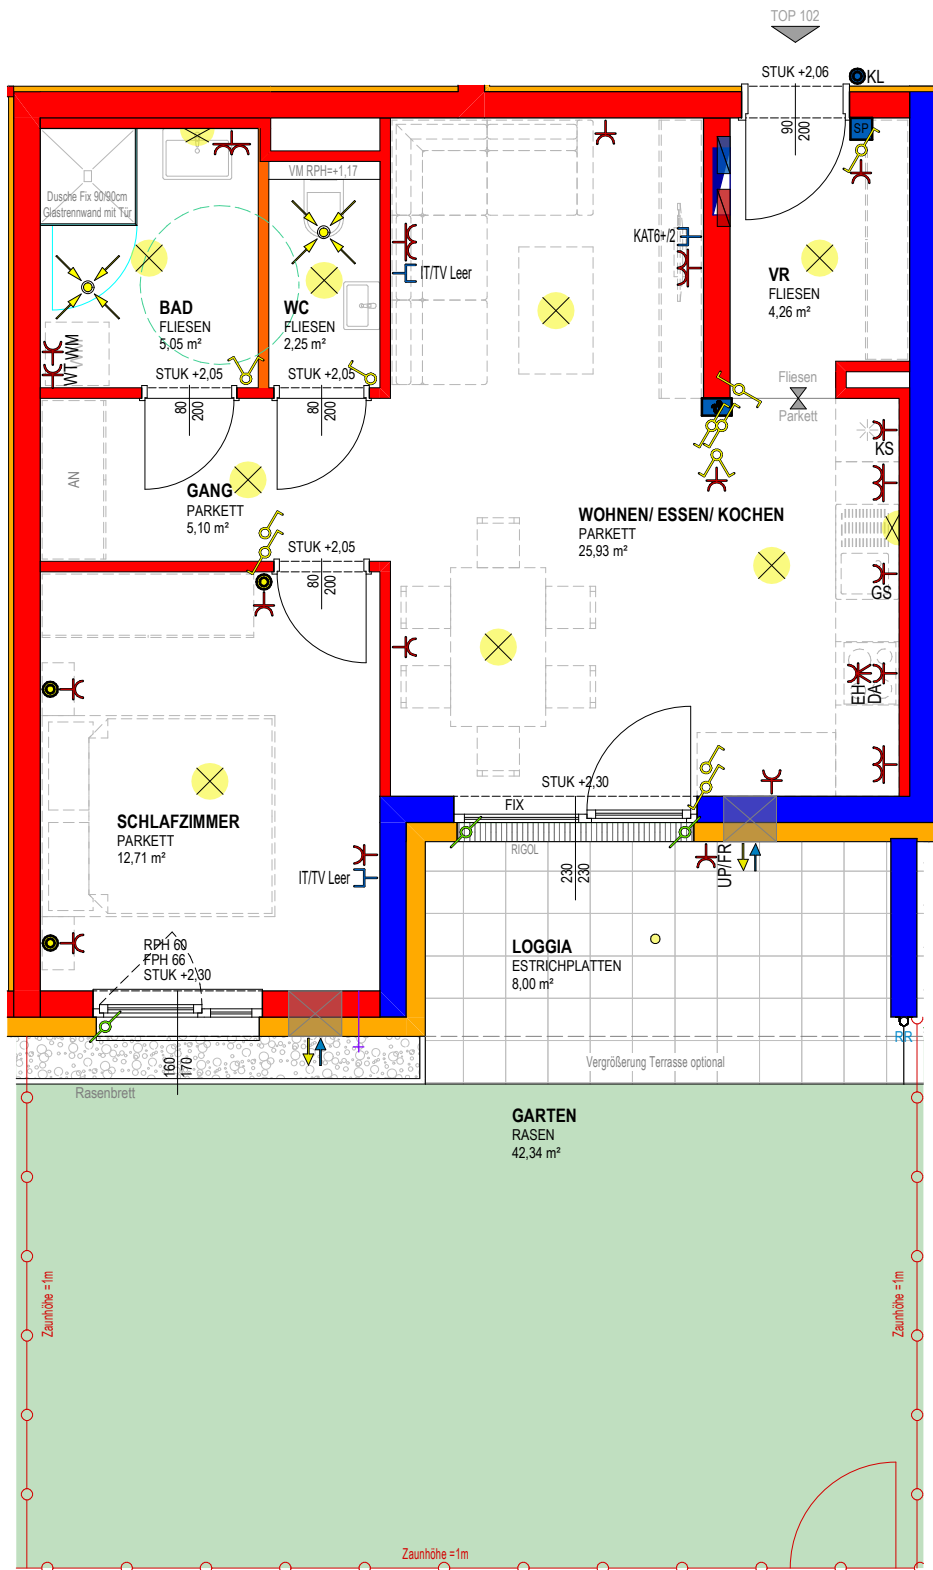 TOP 102
STUK +2,06
KL
90
200
SP
VM RPH=+1,17
Dusche Fix 90/90cm
Glastrennwand mit Tür
KAT6+/2
IT/TV Leer
VR
FLIESEN
4,26 m²
BAD
FLIESEN
5,05 m²
WC
FLIESEN
2,25 m²
WT
WM
STUK +2,05
STUK +2,05
80
200
80
200
Fliesen
Parkett
KS
AN
GANG
PARKETT
5,10 m²
WOHNEN/ ESSEN/ KOCHEN
PARKETT
25,93 m²
STUK +2,05
80
200
GS
EH
DA
STUK +2,30
FIX
SCHLAFZIMMER
PARKETT
12,71 m²
RIGOL
230
230
UP/FR
IT/TV Leer
RPH 60
FPH 66
STUK +2,30
LOGGIA
ESTRICHPLATTEN
8,00 m²
RR
160
170
Vergrößerung Terrasse optional
Rasenbrett
GARTEN
RASEN
42,34 m²
Zaunhöhe =1m
Zaunhöhe =1m
Zaunhöhe =1m